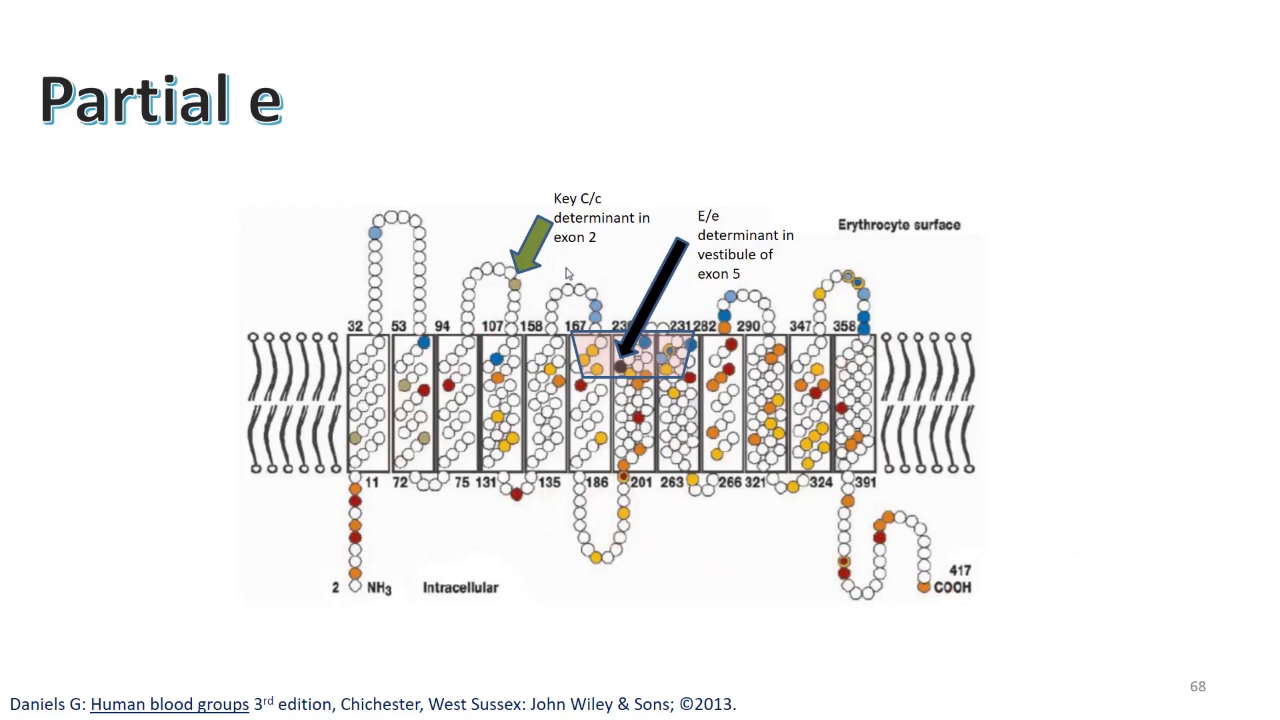 Partial e
Key C/c
determinant in
exon 2
E/e
determinant in
vestibule of
exon 5
Erythrocyte surface
32 53 94 107 158 167 231 282 290 347 358
11 72 75 131 135 186 201 263 266 321 324 391
2 NH3 Intracellular
417
COOH
68
Daniels G: Human blood groups 3rd edition, Chichester, West Sussex: John Wiley & Sons; ©2013.